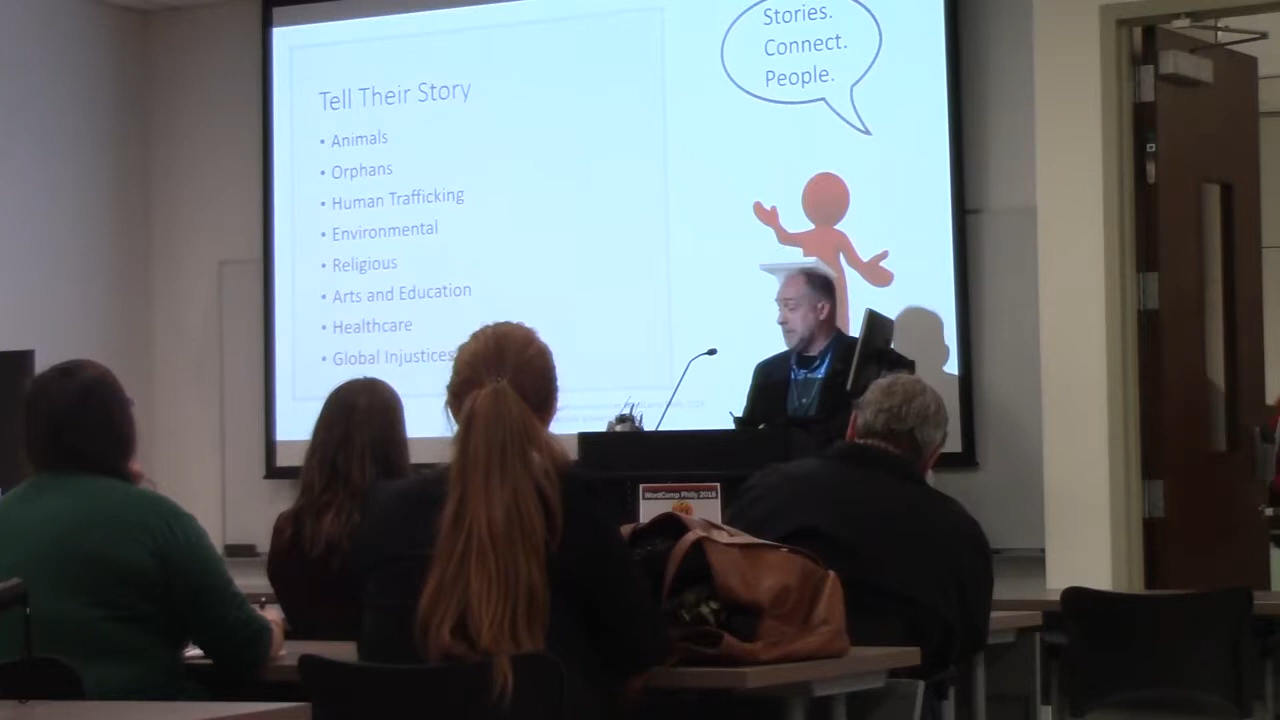 Stories.
Connect.
People.
Tell Their Story
• Animals
• Orphans
• Human Trafficking
• Environmental
• Religious
• Arts and Education
• Healthcare
• Global Injustices
WordCamp Philly 2018